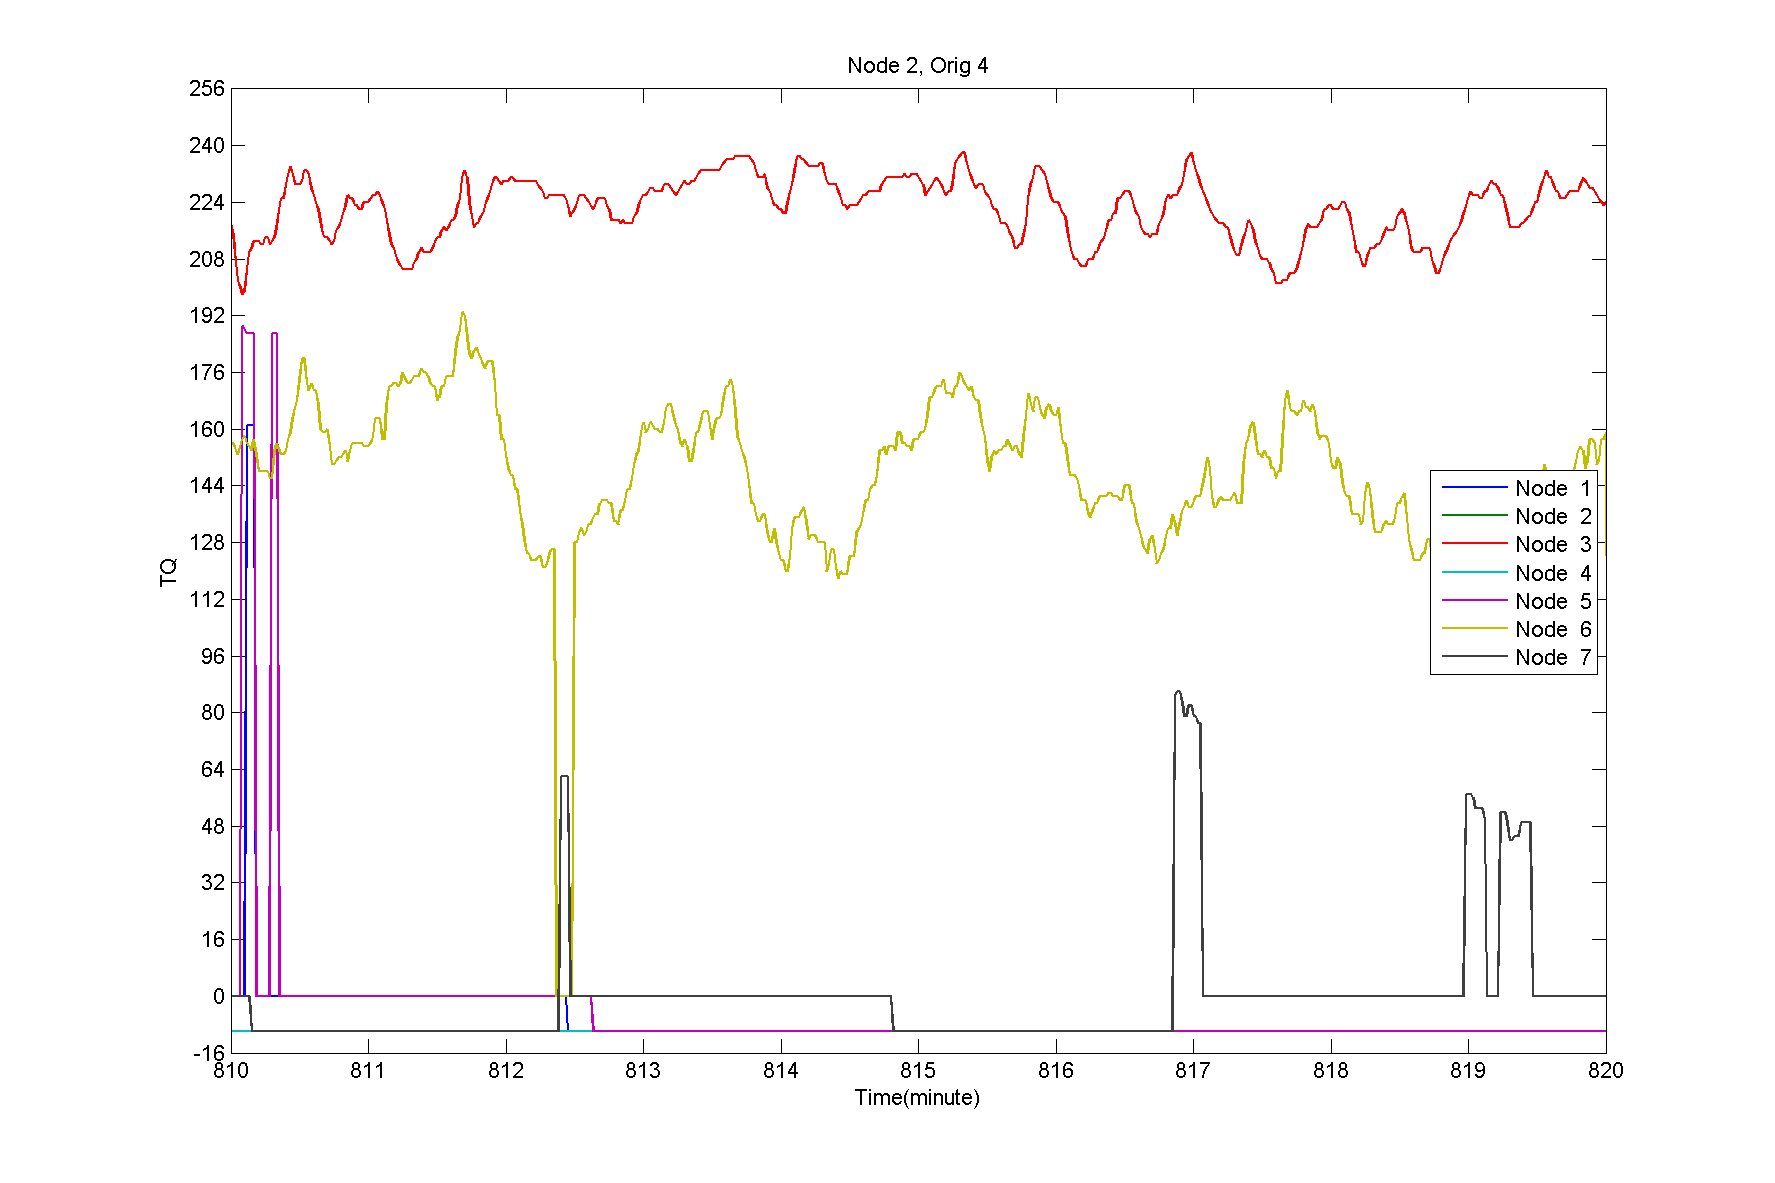 Node 2, Orig 4
256
240
224
208
192
176
160
144
128
112
96
80
64
48
32
16
0
-16
TQ
810 811 812 813 814 815 816 817 818 819 820
Time(minute)
Node 1
Node 2
Node 3
Node 4
Node 5
Node 6
Node 7